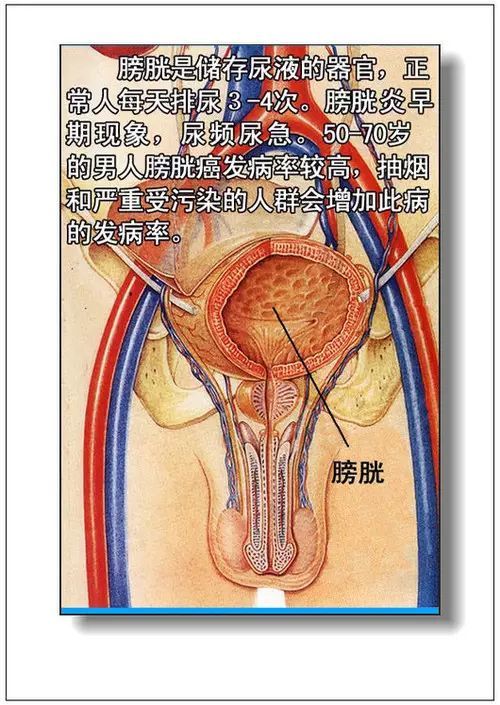 膀胱是储存尿液的器官，正
常人每天排尿３-4次。膀胱炎早
期现象，尿频尿急。50-70岁
的男人膀胱癌发病率较高，抽烟
和严重受污染的人群会增加此病
的发病率。
膀胱